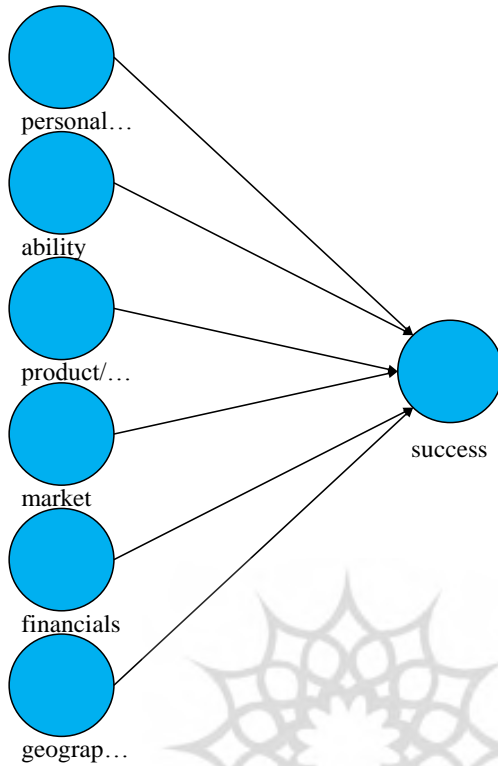 personal…
ability
product/…
market
financials
geograp…
success